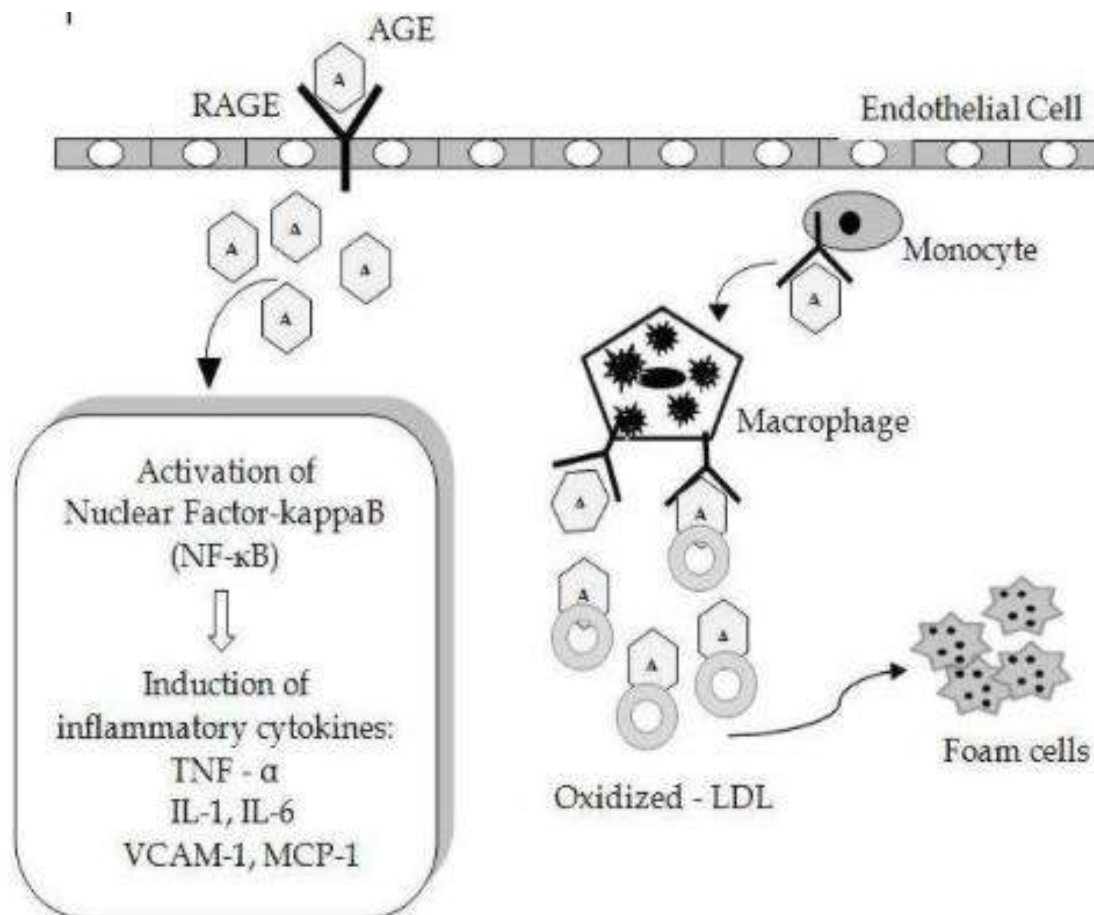 AGE
A
RAGE
Endothelial Cell
A
A
A
A
Monocyte
A
Macrophage
A
A
A
A
A
Activation of
Nuclear Factor-kappaB
(NF-κB)
Induction of
inflammatory cytokines:
TNF - α
IL-1, IL-6
VCAM-1, MCP-1
Oxidized - LDL
Foam cells